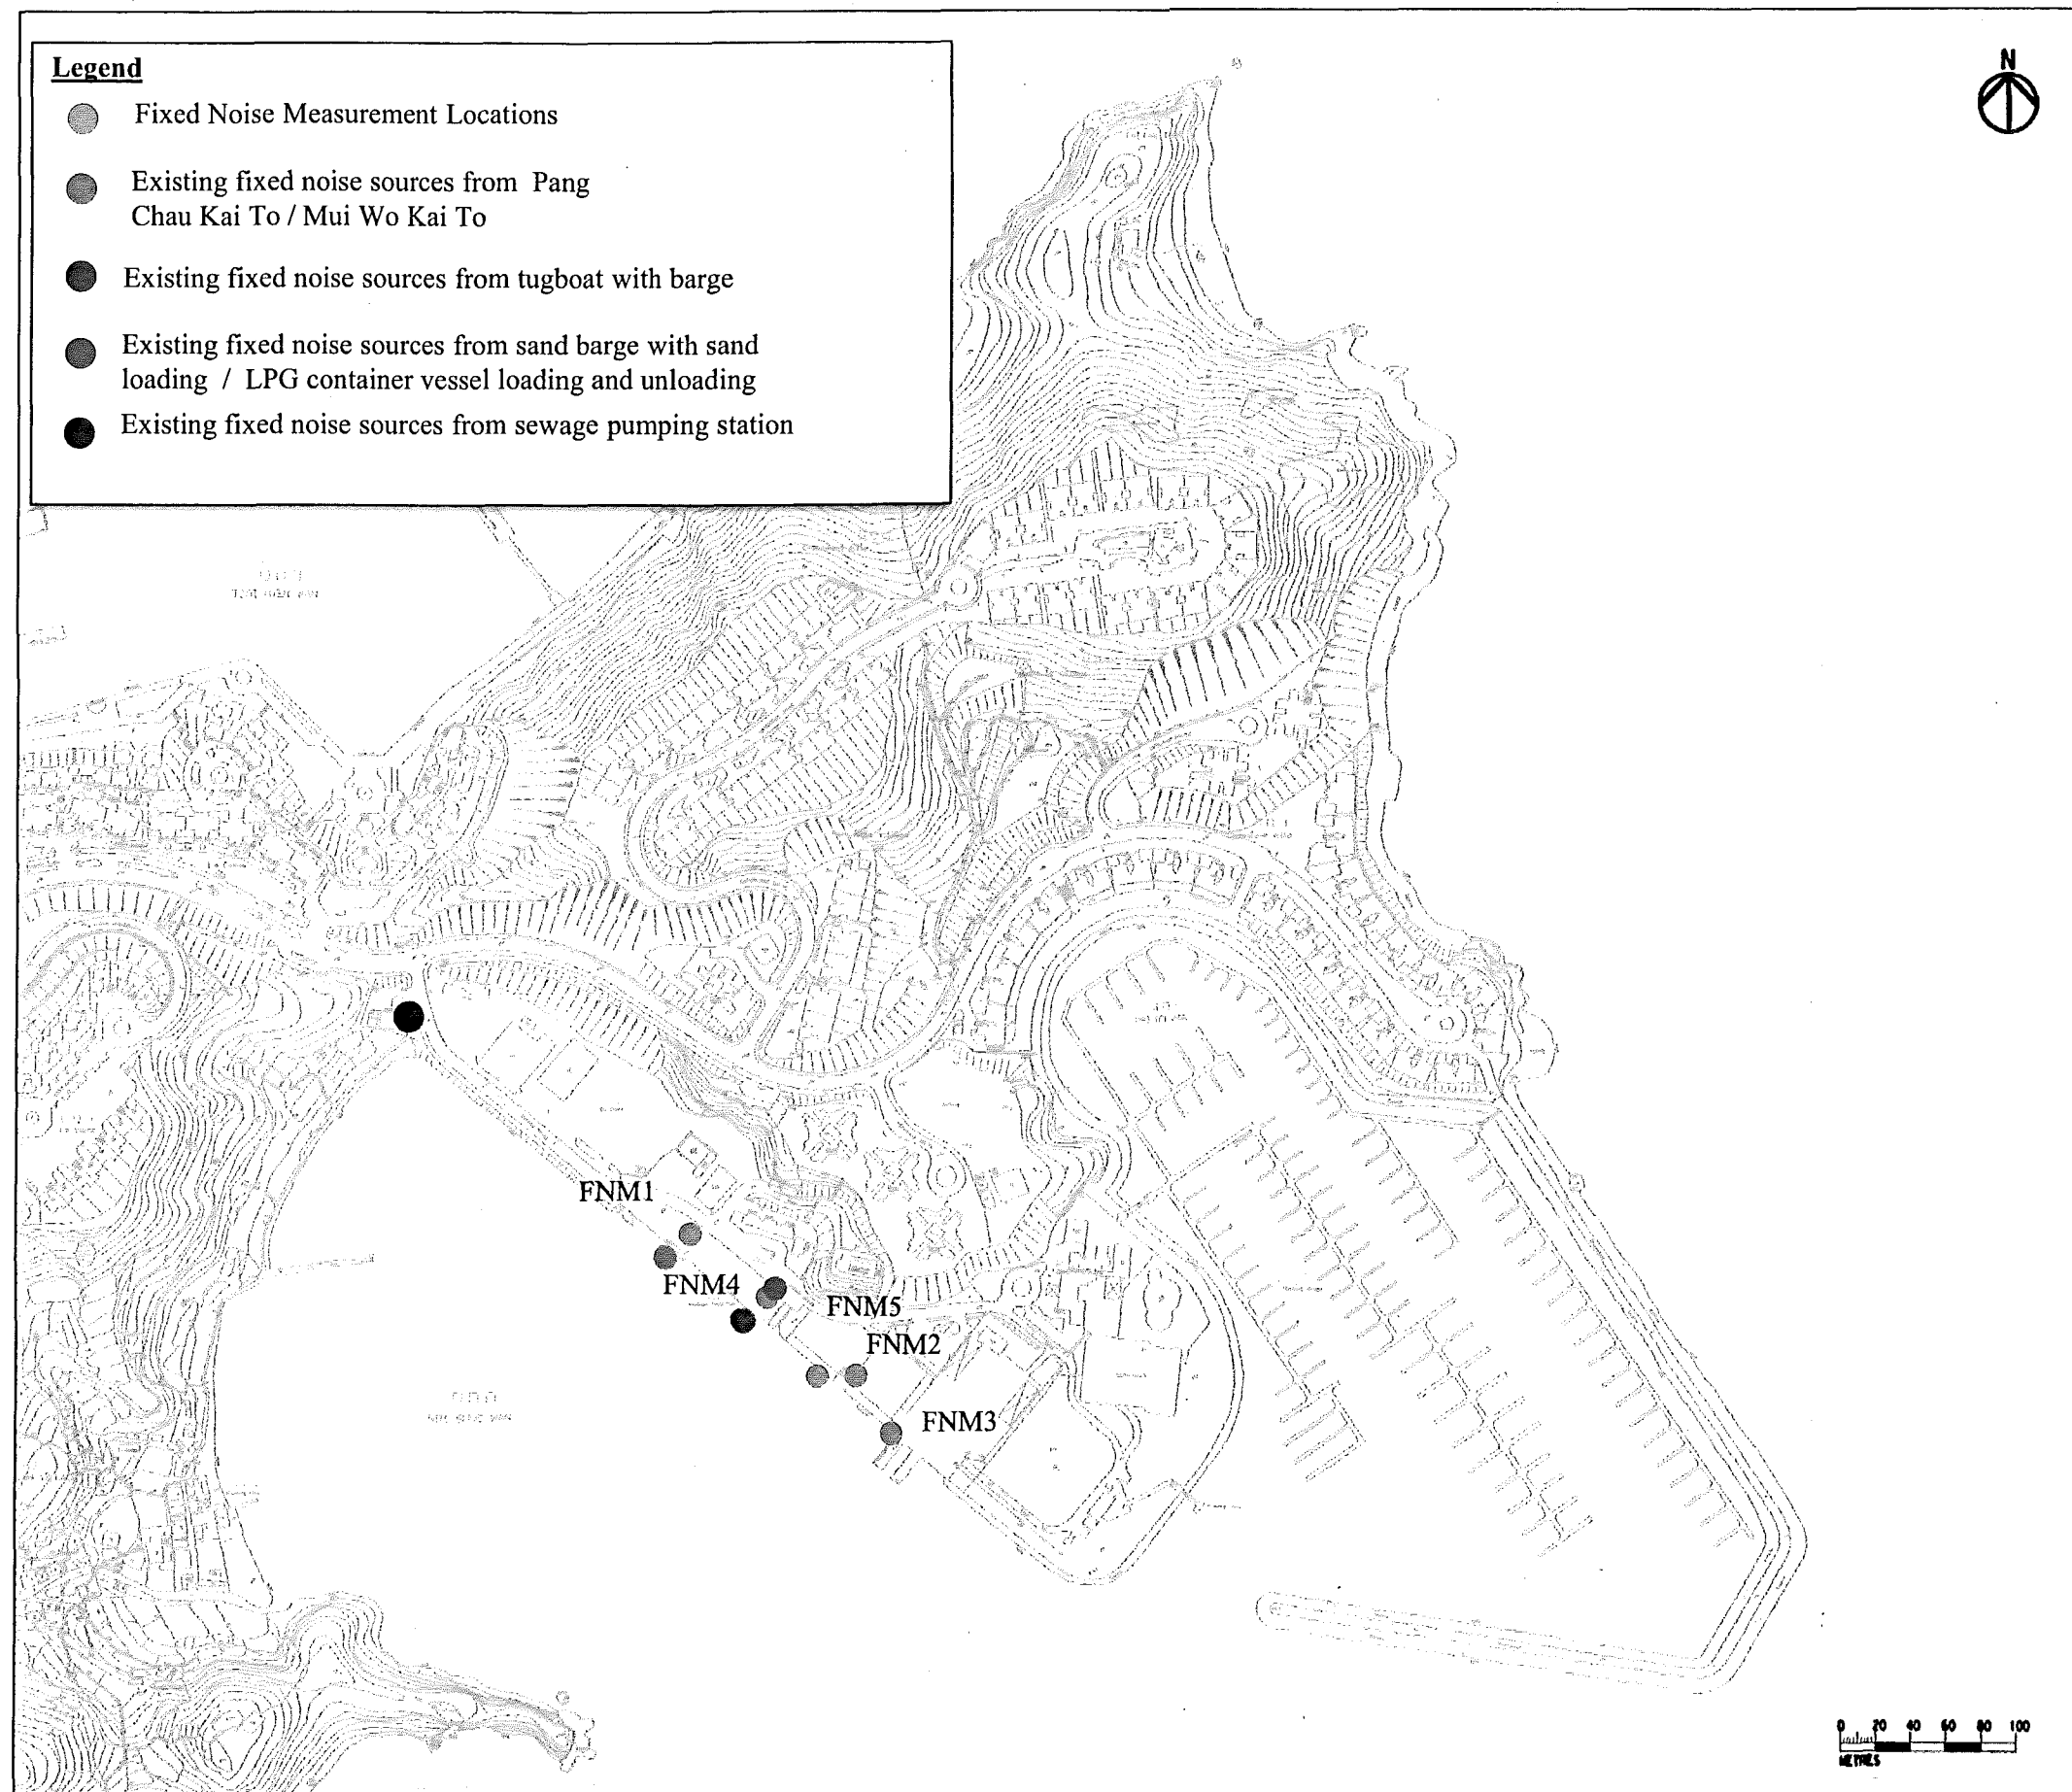 Legend
Fixed Noise Measurement Locations
Existing fixed noise sources from Pang
Chau Kai To / Mui Wo Kai To
Existing fixed noise sources from tugboat with barge
Existing fixed noise sources from sand barge with sand
loading / LPG container vessel loading and unloading
Existing fixed noise sources from sewage pumping station
N
FNM1
FNM4
FNM5
FNM2
FNM3
0 20 40 60 80 100
METRES